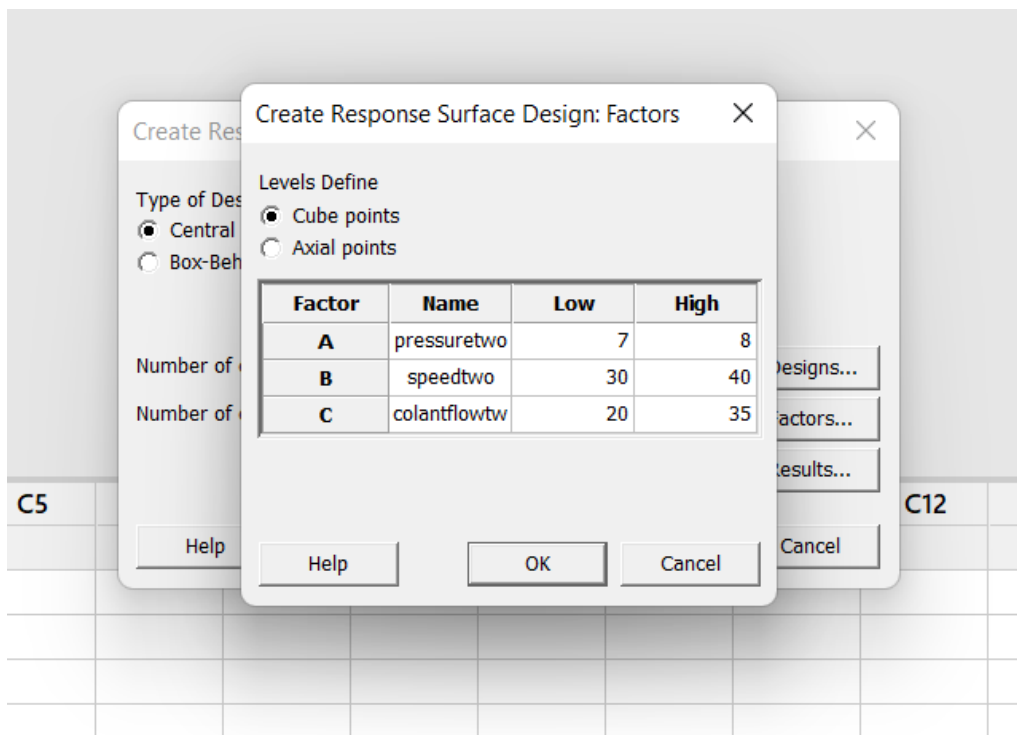 Create Response Surface Design: Factors
Create Res
Levels Define
Cube points
Axial points
Type of Des
Central
Box-Beh
Factor Name Low High
A pressuretwo 7 8
B speedtwo 30 40
C colantflowtw 20 35
Number of
Number of
Designs...
Factors...
Results...
C5 C12
Help Cancel
Help OK Cancel